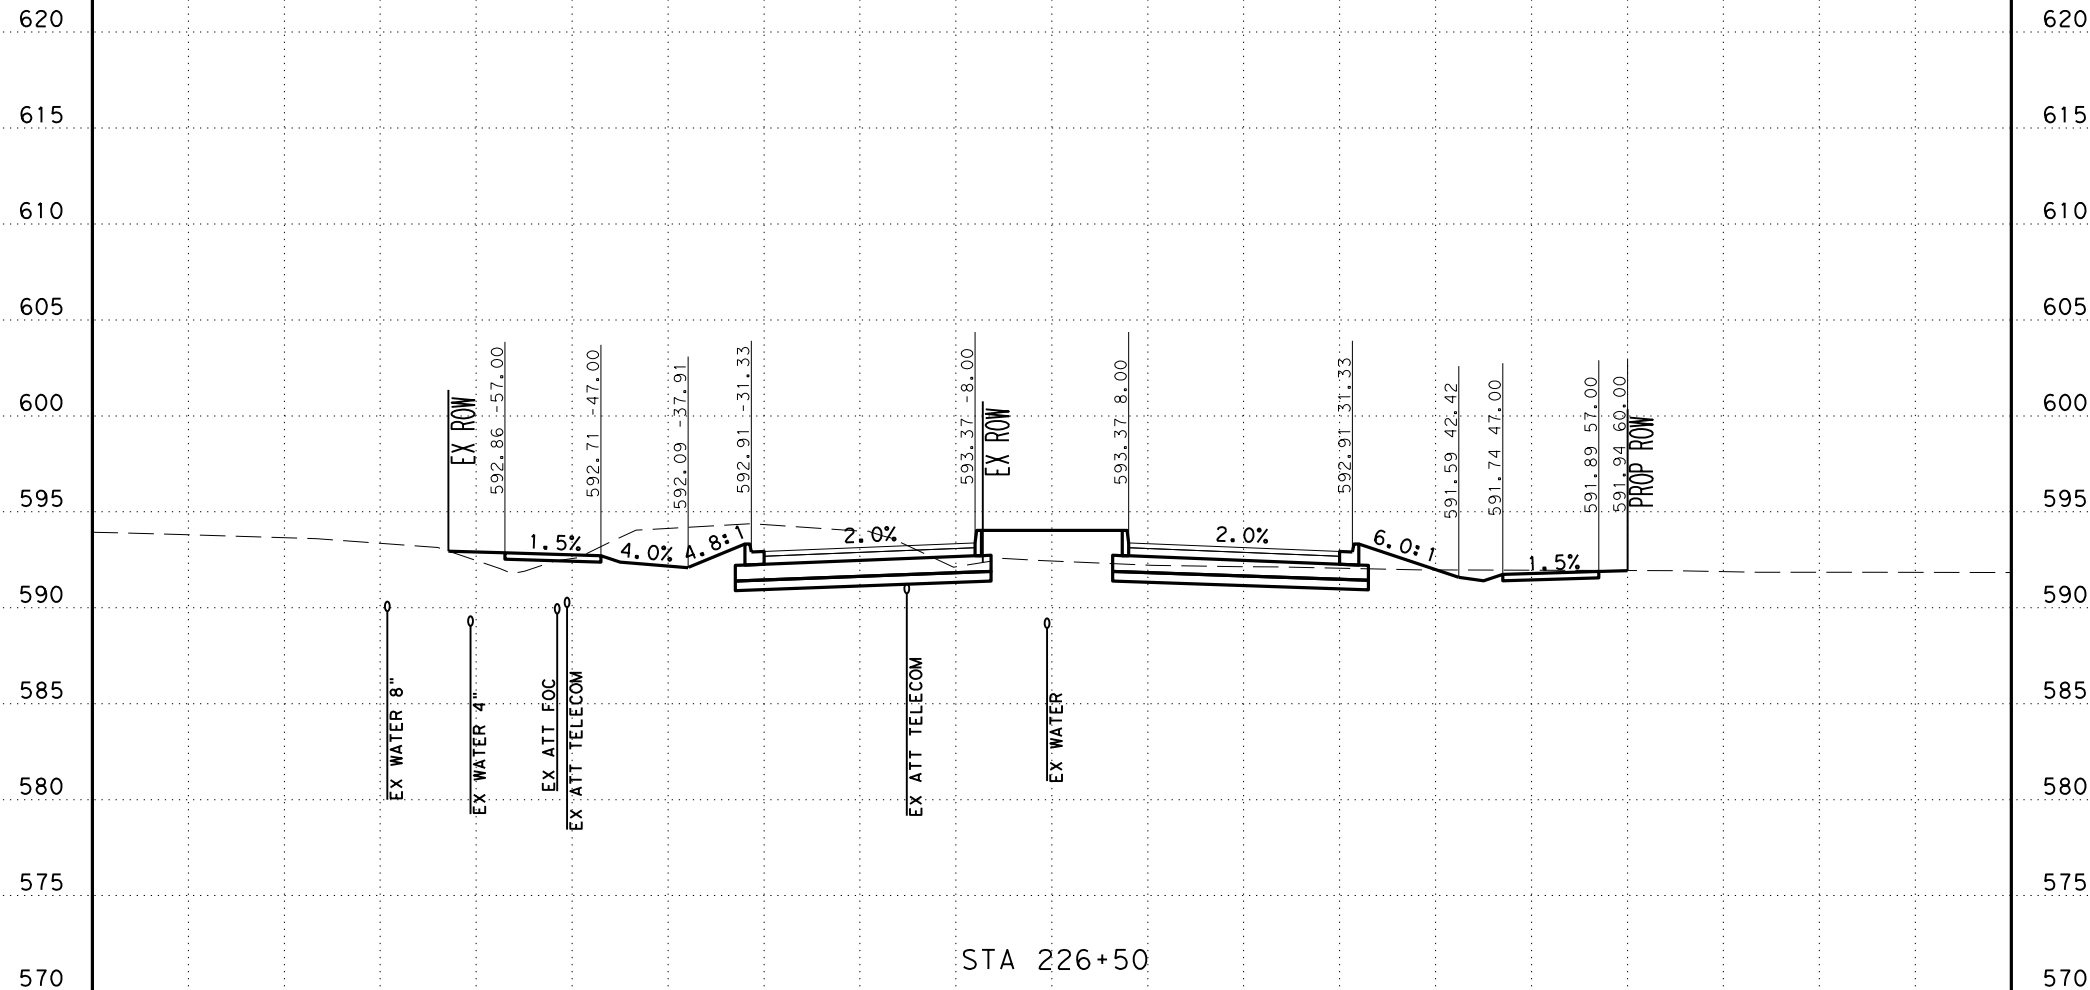 620 620
615 615
610 610
605 605
600 600
595 595
590 590
585 585
580 580
575 575
570 570
EX ROW
592.86 -57.00
592.71 -47.00
592.09 -37.91
592.91 -31.33
593.37 -8.00
EX ROW
593.37 8.00
592.91 31.33
591.59 42.42
591.74 47.00
591.89 57.00
591.94 60.00
PROP ROW
1.5%
4.0%
4.8:1
2.0%
2.0%
6.0:1
1.5%
EX WATER 8"
EX WATER 4"
EX ATT FOC
EX ATT TELECOM
EX ATT TELECOM
EX WATER
STA 226+50